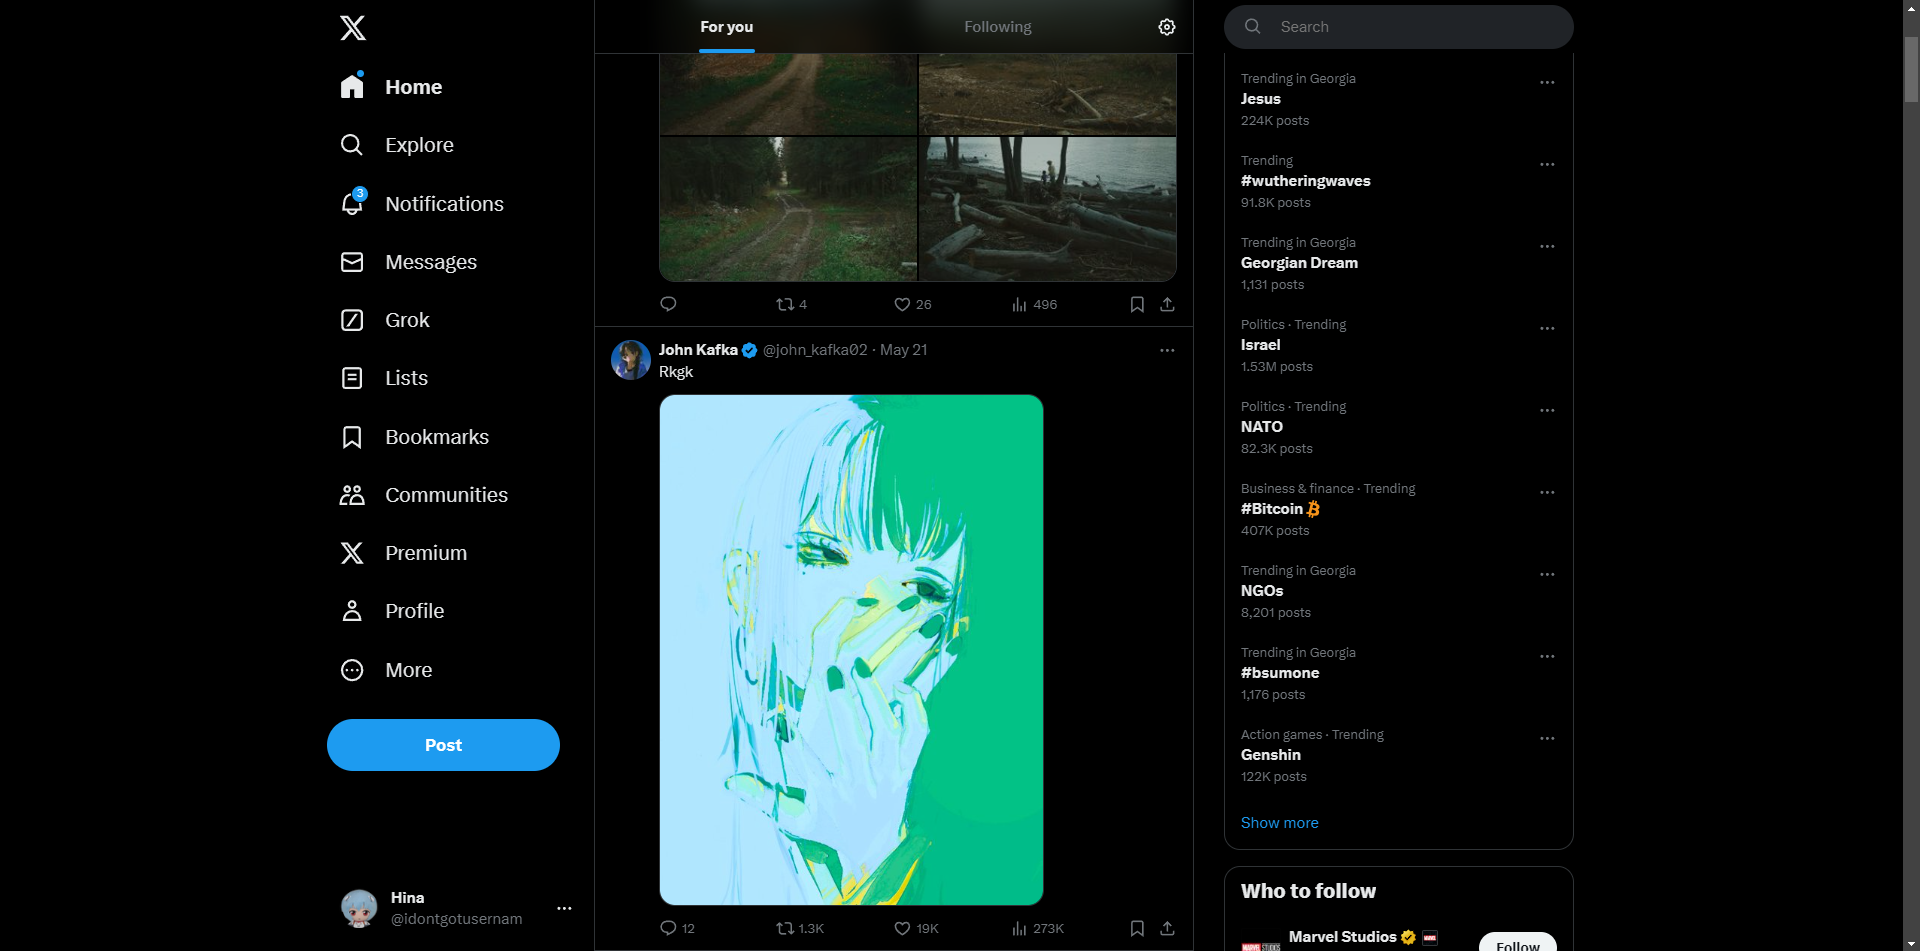 Home
Explore
3
Notifications
Messages
Grok
Lists
Bookmarks
Communities
Premium
Profile
More
Post
Hina
@idontgotusernam
For you
Following
4
26
496
John Kafka @john_kafka02 · May 21
Rkgk
12
1.3K
19K
273K
Search
Trending in Georgia
Jesus
224K posts
Trending
#wutheringwaves
91.8K posts
Trending in Georgia
Georgian Dream
1,131 posts
Politics · Trending
Israel
1.53M posts
Politics · Trending
NATO
82.3K posts
Business & finance · Trending
#Bitcoin
407K posts
Trending in Georgia
NGOs
8,201 posts
Trending in Georgia
#bsumone
1,176 posts
Action games · Trending
Genshin
122K posts
Show more
Who to follow
Marvel Studios
Follow